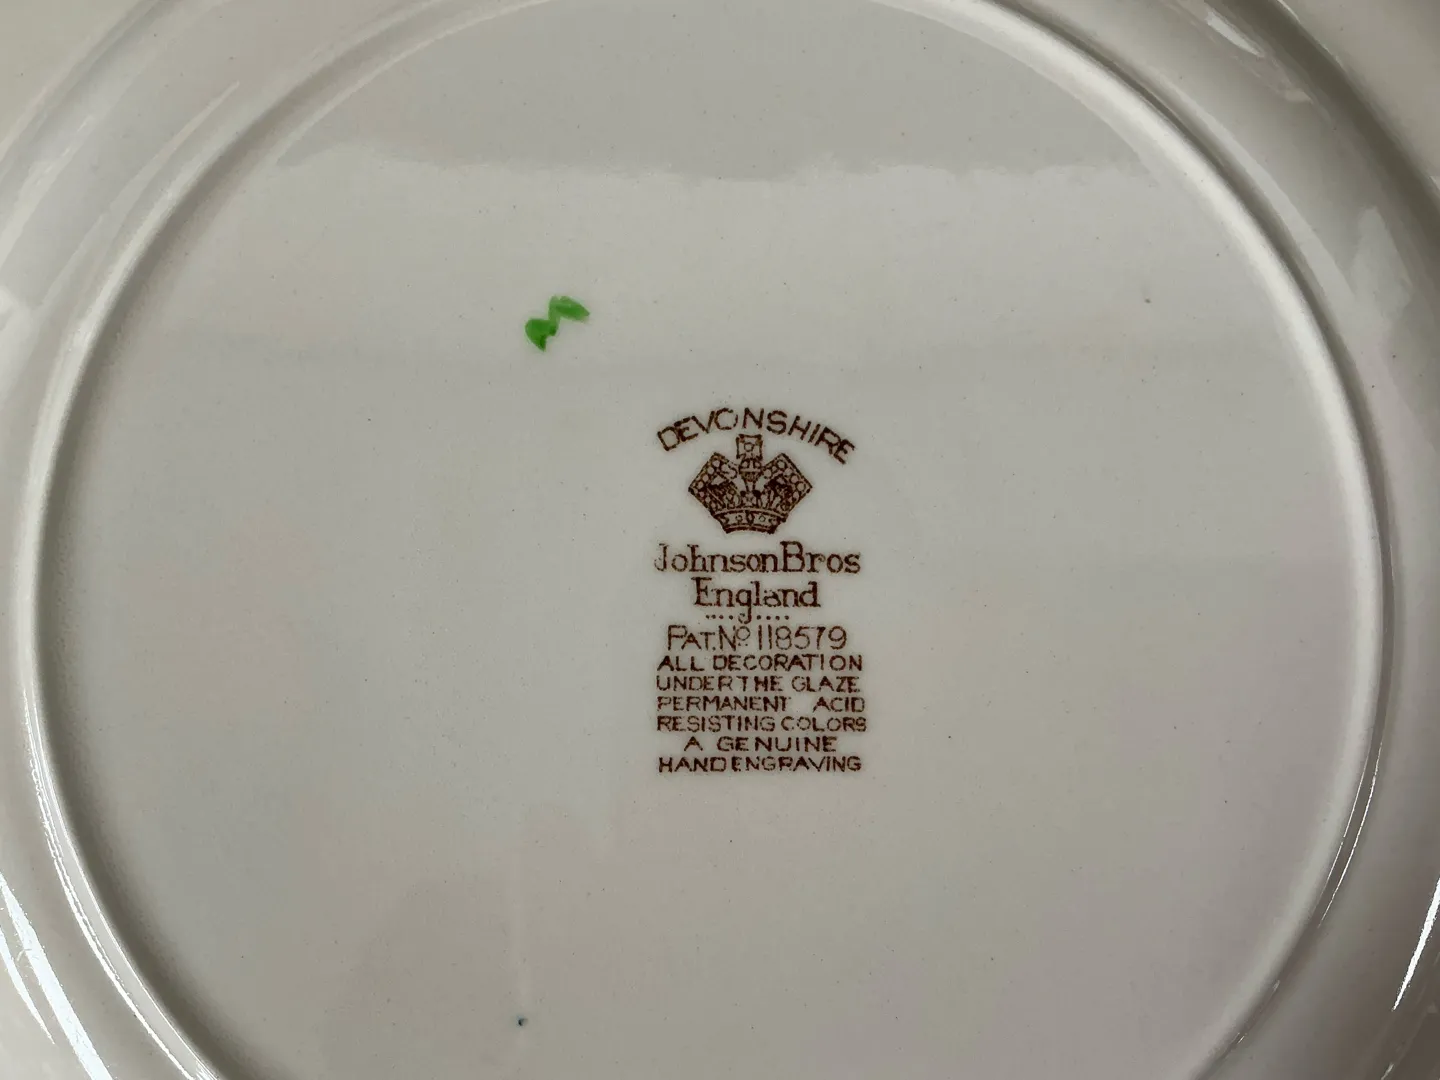 DEVONSHIRE
Johnson Bros
England
PAT. Nº 118579
ALL DECORATION
UNDER THE GLAZE
PERMANENT ACID
RESISTING COLORS
A GENUINE
HAND ENGRAVING